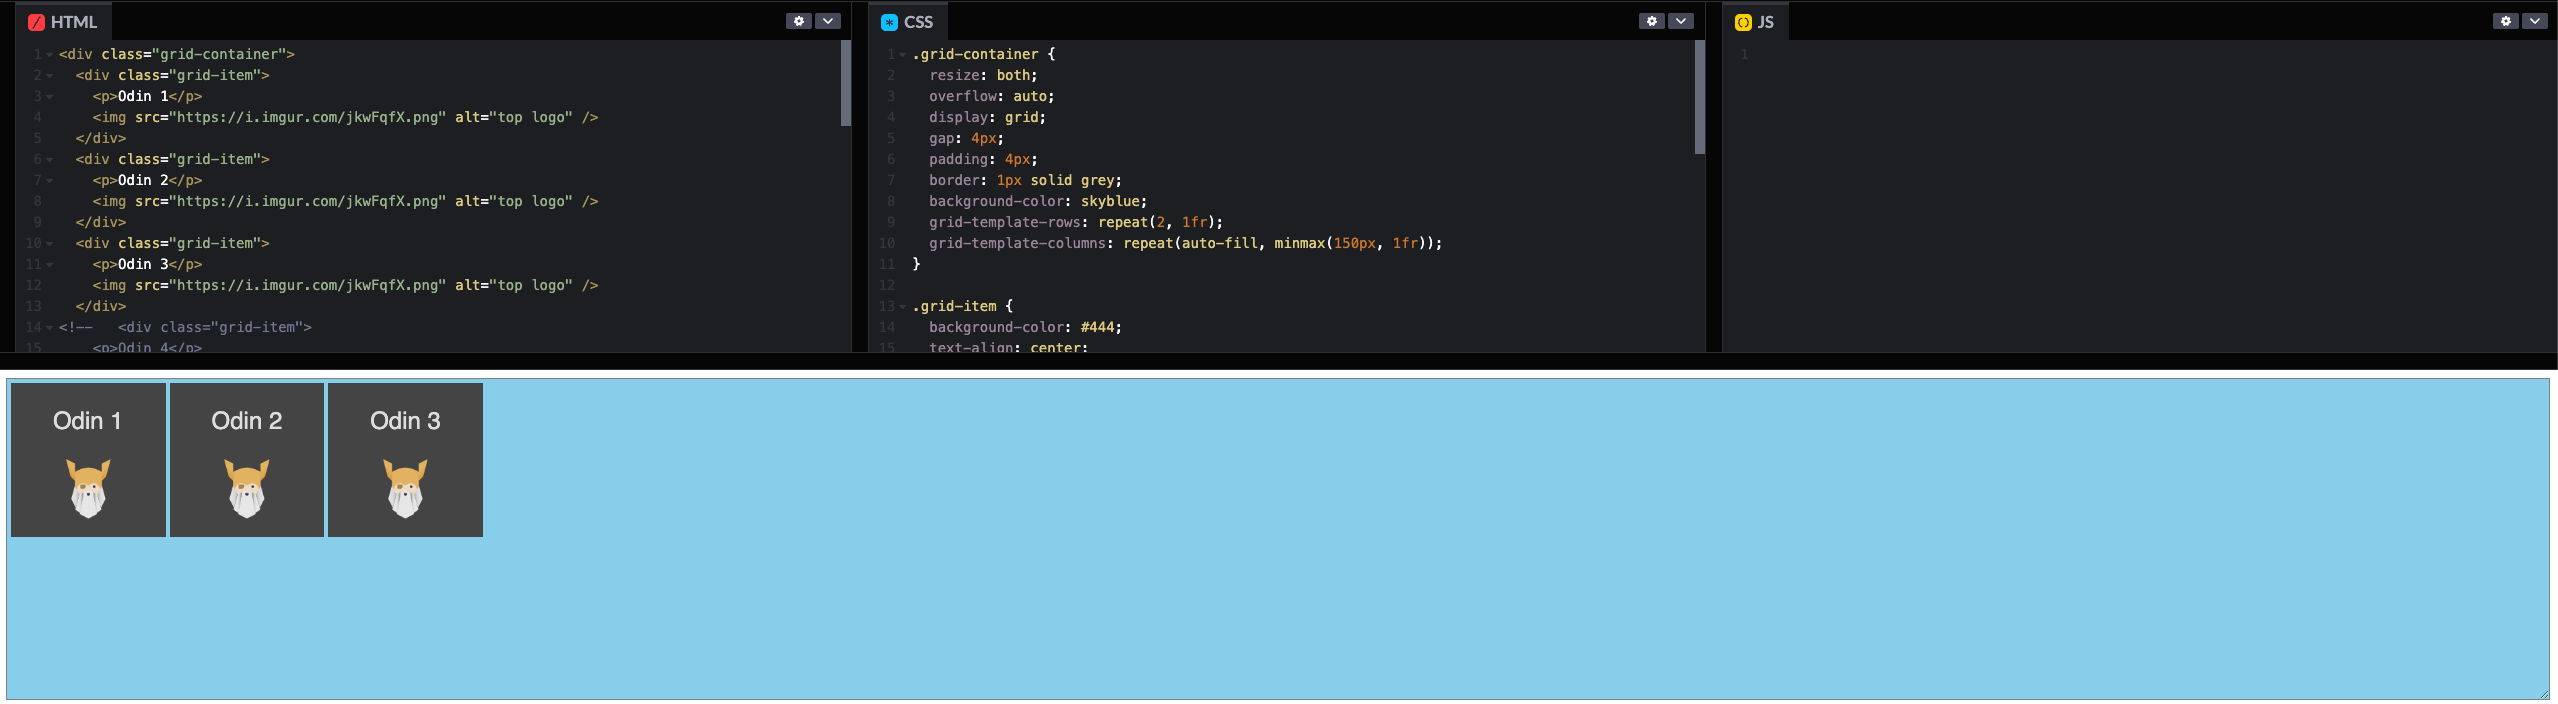 HTML
1 <div class="grid-container">
2   <div class="grid-item">
3     <p>Odin 1</p>
4     <img src="https://i.imgur.com/jkwFqfX.png" alt="top logo" />
5   </div>
6   <div class="grid-item">
7     <p>Odin 2</p>
8     <img src="https://i.imgur.com/jkwFqfX.png" alt="top logo" />
9   </div>
10   <div class="grid-item">
11     <p>Odin 3</p>
12     <img src="https://i.imgur.com/jkwFqfX.png" alt="top logo" />
13   </div>
14 <!--   <div class="grid-item">
15     <p>Odin 4</p>
CSS
1 .grid-container {
2   resize: both;
3   overflow: auto;
4   display: grid;
5   gap: 4px;
6   padding: 4px;
7   border: 1px solid grey;
8   background-color: skyblue;
9   grid-template-rows: repeat(2, 1fr);
10   grid-template-columns: repeat(auto-fill, minmax(150px, 1fr));
11 }
12
13 .grid-item {
14   background-color: #444;
15   text-align: center;
JS
1
Odin 1
Odin 2
Odin 3